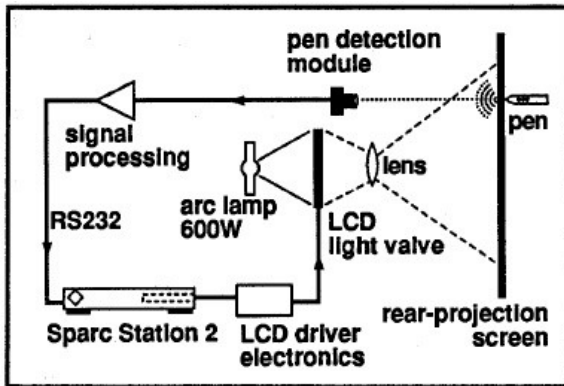 pen detection
module
pen
signal
processing
lens
arc lamp
600W
LCD
light valve
RS232
Sparc Station 2
LCD driver
electronics
rear-projection
screen